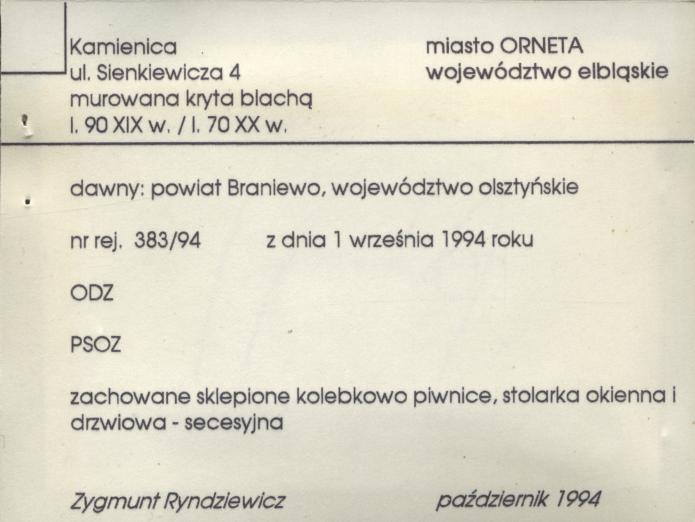 Kamienica miasto ORNETA
ul. Sienkiewicza 4 województwo elbląskie
murowana kryta blachą
l. 90 XIX w. / l. 70 XX w.
dawny: powiat Braniewo, województwo olsztyńskie
nr rej. 383/94 z dnia 1 września 1994 roku
ODZ
PSOZ
zachowane sklepione kolebkowo piwnice, stolarka okienna i
drzwiowa - secesyjna
Zygmunt Ryndziewicz październik 1994